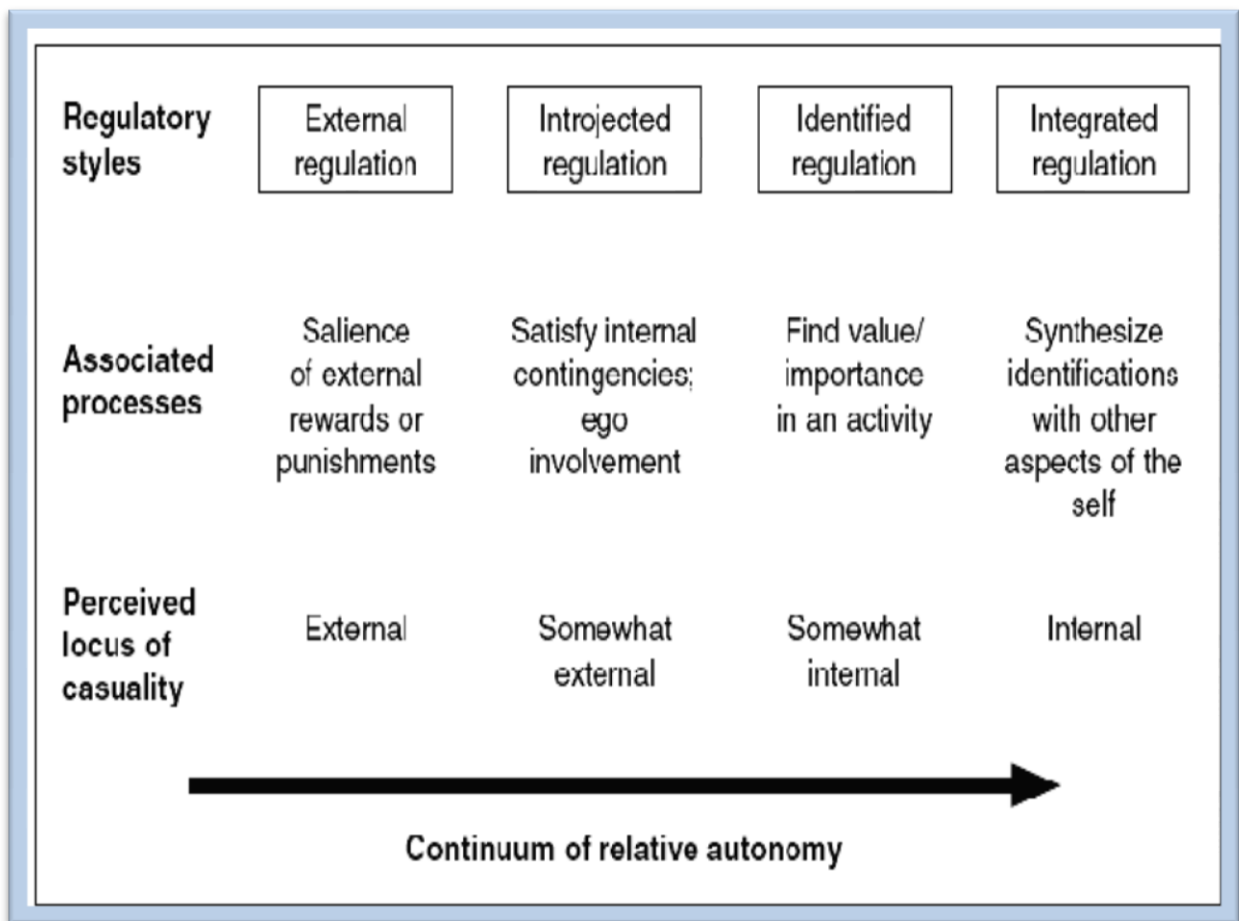 Regulatory
styles
External
regulation
Introjected
regulation
Identified
regulation
Integrated
regulation
Associated
processes
Salience
of external
rewards or
punishments
Satisfy internal
contingencies;
ego
involvement
Find value/
importance
in an activity
Synthesize
identifications
with other
aspects of the
self
Perceived
locus of
casuality
External
Somewhat
external
Somewhat
internal
Internal
Continuum of relative autonomy